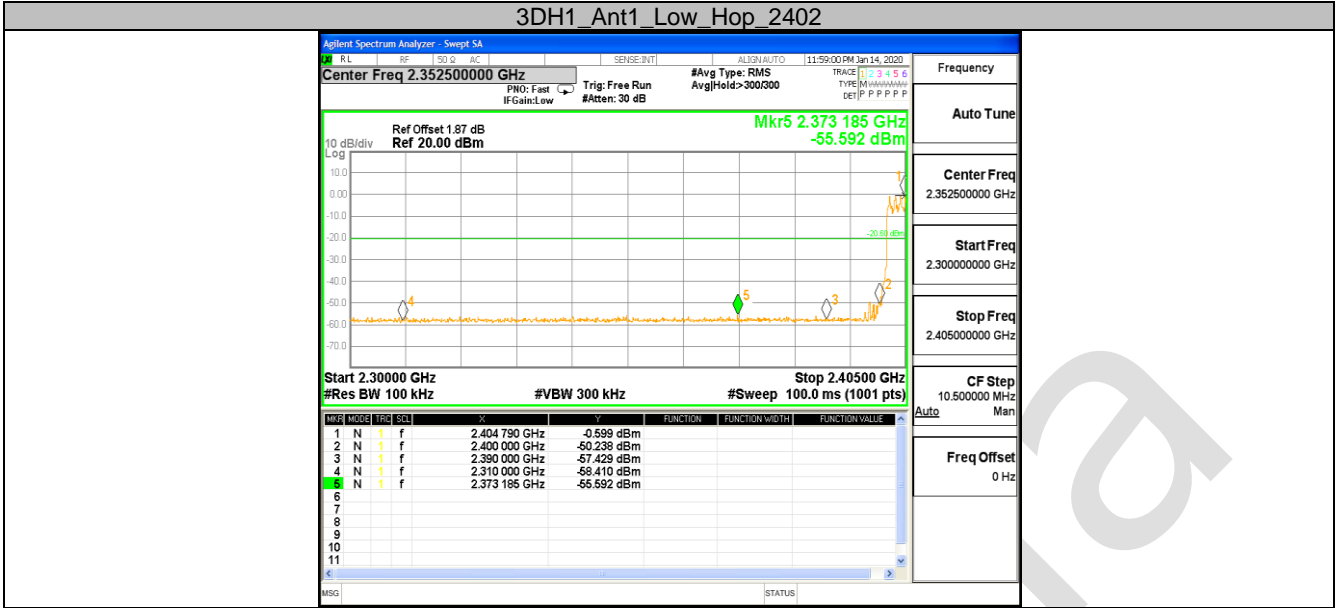 3DH1_Ant1_Low_Hop_2402
Agilent Spectrum Analyzer - Swept SA
RL RF 50 Ω AC SENSE:INT ALIGNAUTO 11:59:00 PM Jan 14, 2020
Center Freq 2.352500000 GHz
PNO: Fast
IFGain:Low
Trig: Free Run
#Atten: 30 dB
#Avg Type: RMS
Avg|Hold:>300/300
TRACE 1 2 3 4 5 6
TYPE M
DET P P P P P P
Mkr5 2.373 185 GHz
-55.592 dBm
Ref Offset 1.87 dB
10 dB/div Ref 20.00 dBm
Log
10.0
0.00
-10.0
-20.0
-30.0
-40.0
-50.0
-60.0
-70.0
1
2
3
4
5
Start 2.30000 GHz Stop 2.40500 GHz
#Res BW 100 kHz #VBW 300 kHz #Sweep 100.0 ms (1001 pts)
MKR MODE TRC SCL X Y FUNCTION FUNCTION WIDTH FUNCTION VALUE
1 N 1 f 2.404 790 GHz -0.599 dBm
2 N 1 f 2.400 000 GHz -50.238 dBm
3 N 1 f 2.390 000 GHz -57.429 dBm
4 N 1 f 2.310 000 GHz -58.410 dBm
5 N 1 f 2.373 185 GHz -55.592 dBm
6
7
8
9
10
11
MSG STATUS
Frequency
Auto Tune
Center Freq
2.352500000 GHz
Start Freq
2.300000000 GHz
Stop Freq
2.405000000 GHz
CF Step
10.500000 MHz
Auto Man
Freq Offset
0 Hz